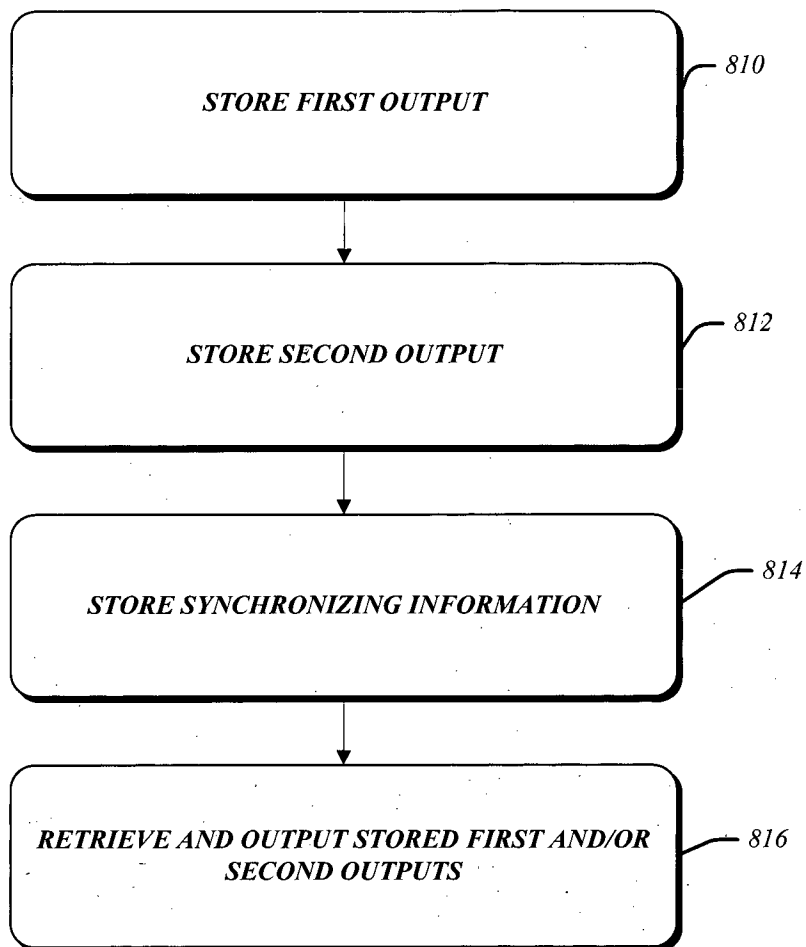 STORE FIRST OUTPUT
810
STORE SECOND OUTPUT
812
STORE SYNCHRONIZING INFORMATION
814
RETRIEVE AND OUTPUT STORED FIRST AND/OR
SECOND OUTPUTS
816